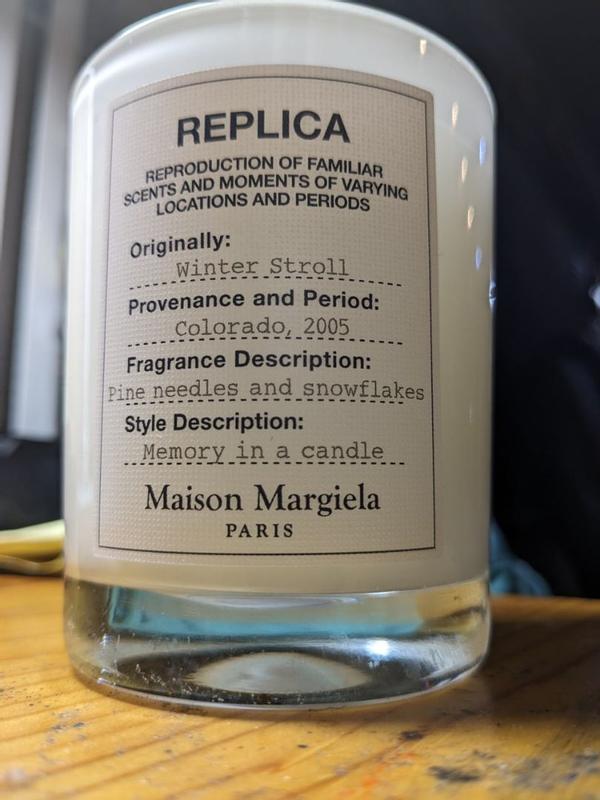 REPLICA
REPRODUCTION OF FAMILIAR
SCENTS AND MOMENTS OF VARYING
LOCATIONS AND PERIODS
Originally:
Winter Stroll
Provenance and Period:
Colorado, 2005
Fragrance Description:
Pine needles and snowflakes
Style Description:
Memory in a candle
Maison Margiela
PARIS